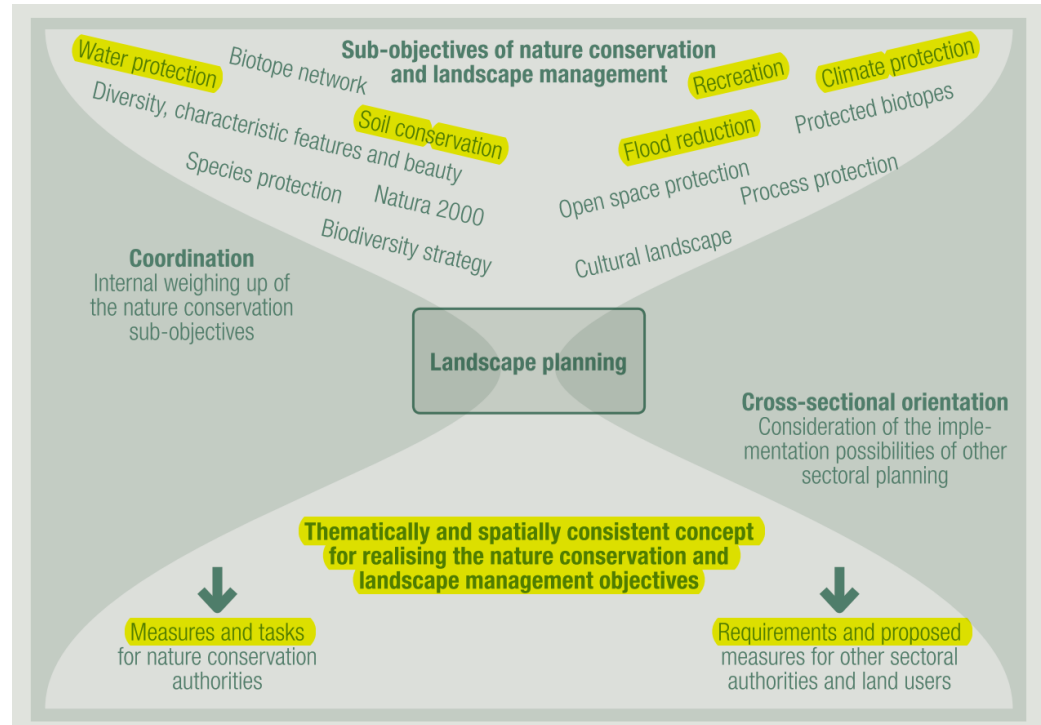 Sub-objectives of nature conservation
and landscape management
Water protection
Biotope network
Diversity, characteristic features and beauty
Soil conservation
Species protection
Natura 2000
Biodiversity strategy
Recreation
Climate protection
Flood reduction
Protected biotopes
Open space protection
Process protection
Cultural landscape
Coordination
Internal weighing up of
the nature conservation
sub-objectives
Landscape planning
Cross-sectional orientation
Consideration of the imple-
mentation possibilities of other
sectoral planning
Thematically and spatially consistent concept
for realising the nature conservation and
landscape management objectives
Measures and tasks
for nature conservation
authorities
Requirements and proposed
measures for other sectoral
authorities and land users